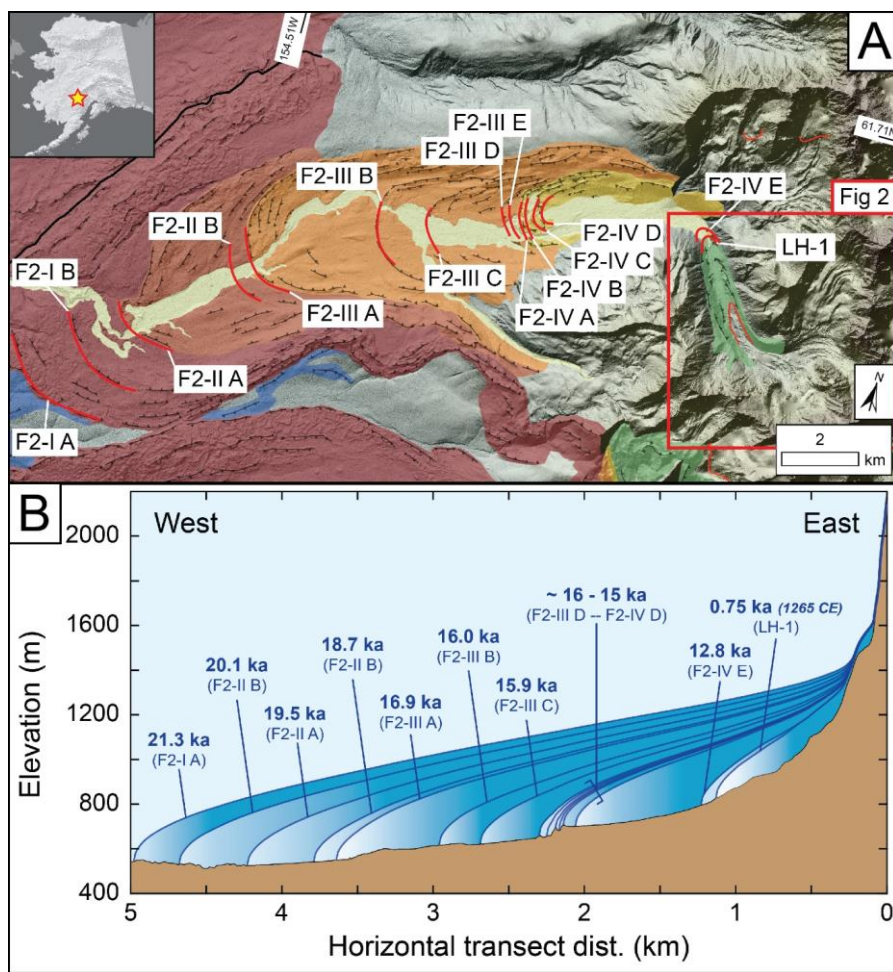 A
154.51W
61.71N
F2-III E
F2-III D
F2-III B
F2-II B
F2-I B
F2-IV E
Fig 2
LH-1
F2-IV D
F2-IV C
F2-IV B
F2-IV A
F2-III C
F2-III A
F2-II A
F2-I A
N
2
km
B
West
East
Elevation (m)
2000
1600
1200
800
400
21.3 ka
(F2-I A)
20.1 ka
(F2-II B)
19.5 ka
(F2-II A)
18.7 ka
(F2-II B)
16.9 ka
(F2-III A)
16.0 ka
(F2-III B)
15.9 ka
(F2-III C)
~ 16 - 15 ka
(F2-III D -- F2-IV D)
0.75 ka (1265 CE)
(LH-1)
12.8 ka
(F2-IV E)
5
4
3
2
1
0
Horizontal transect dist. (km)